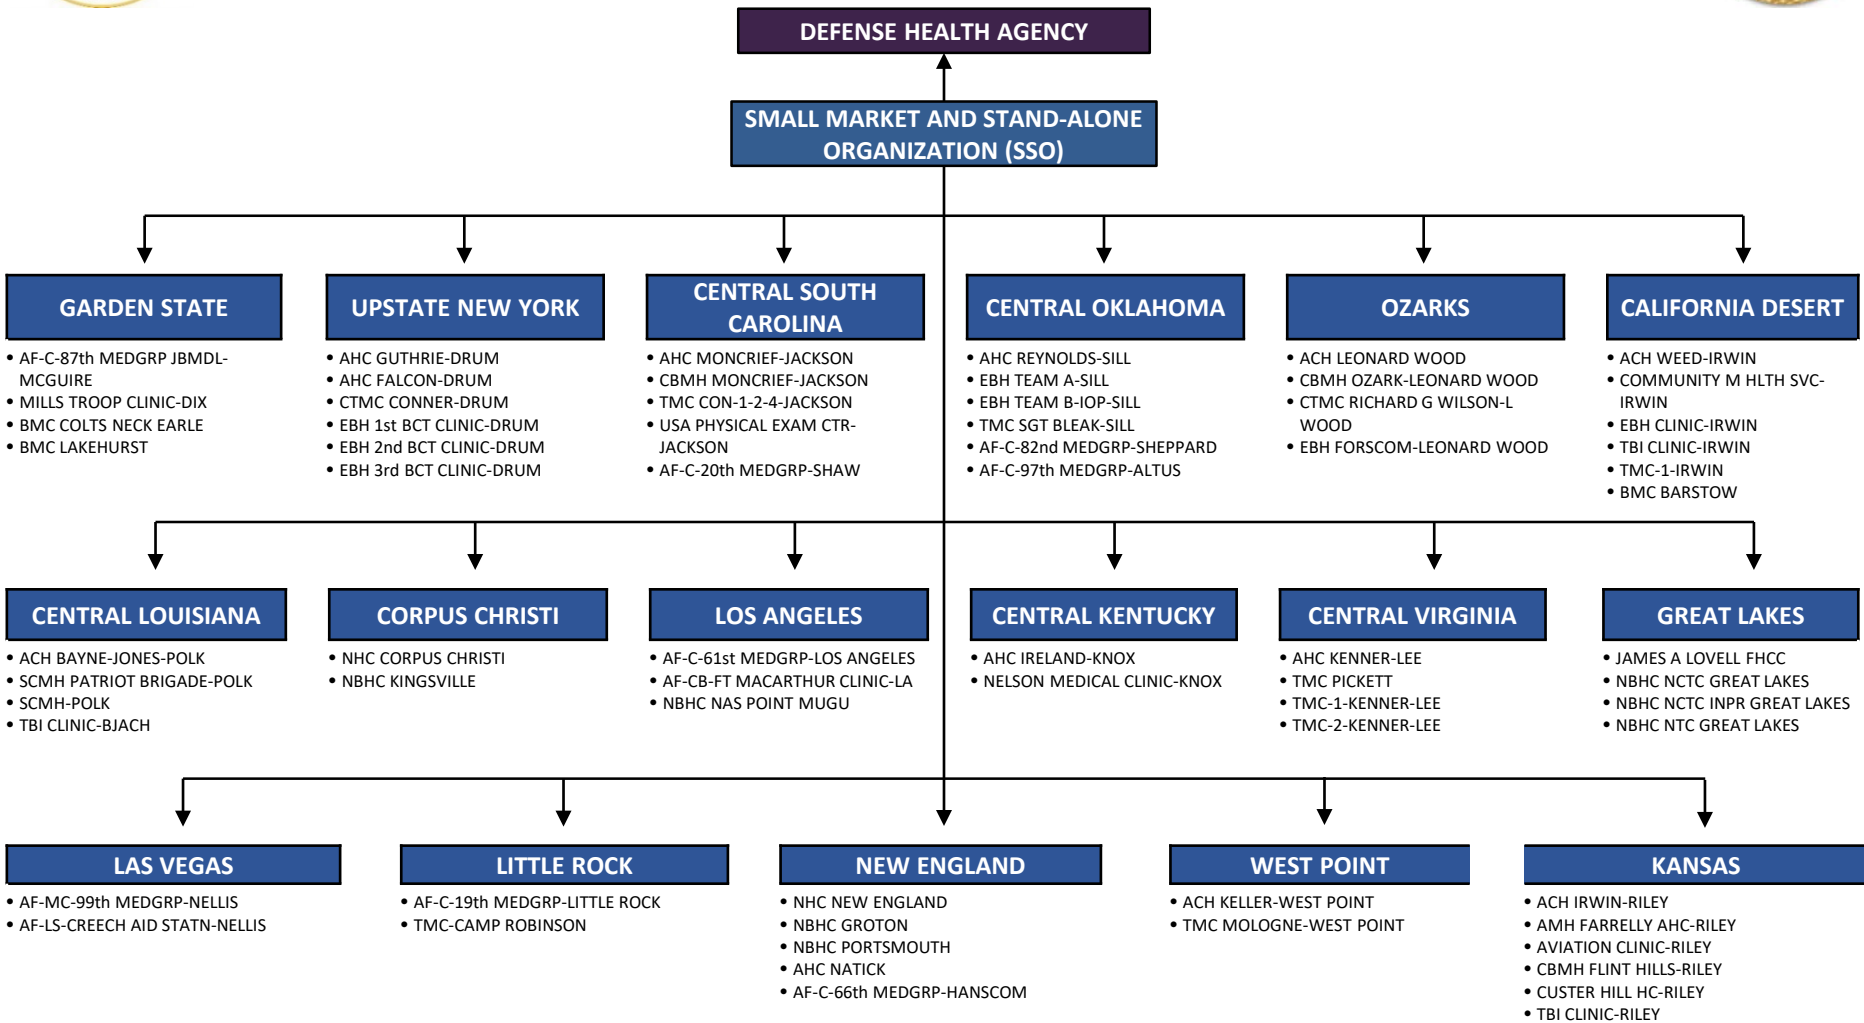 DEFENSE HEALTH AGENCY
SMALL MARKET AND STAND-ALONE
ORGANIZATION (SSO)
GARDEN STATE
• AF-C-87th MEDGRP JBMDL-
MCGUIRE
• MILLS TROOP CLINIC-DIX
• BMC COLTS NECK EARLE
• BMC LAKEHURST
UPSTATE NEW YORK
• AHC GUTHRIE-DRUM
• AHC FALCON-DRUM
• CTMC CONNER-DRUM
• EBH 1st BCT CLINIC-DRUM
• EBH 2nd BCT CLINIC-DRUM
• EBH 3rd BCT CLINIC-DRUM
CENTRAL SOUTH
CAROLINA
• AHC MONCRIEF-JACKSON
• CBMH MONCRIEF-JACKSON
• TMC CON-1-2-4-JACKSON
• USA PHYSICAL EXAM CTR-
JACKSON
• AF-C-20th MEDGRP-SHAW
CENTRAL OKLAHOMA
• AHC REYNOLDS-SILL
• EBH TEAM A-SILL
• EBH TEAM B-IOP-SILL
• TMC SGT BLEAK-SILL
• AF-C-82nd MEDGRP-SHEPPARD
• AF-C-97th MEDGRP-ALTUS
OZARKS
• ACH LEONARD WOOD
• CBMH OZARK-LEONARD WOOD
• CTMC RICHARD G WILSON-L
WOOD
• EBH FORSCOM-LEONARD WOOD
CALIFORNIA DESERT
• ACH WEED-IRWIN
• COMMUNITY M HLTH SVC-
IRWIN
• EBH CLINIC-IRWIN
• TBI CLINIC-IRWIN
• TMC-1-IRWIN
• BMC BARSTOW
CENTRAL LOUISIANA
• ACH BAYNE-JONES-POLK
• SCMH PATRIOT BRIGADE-POLK
• SCMH-POLK
• TBI CLINIC-BJACH
CORPUS CHRISTI
• NHC CORPUS CHRISTI
• NBHC KINGSVILLE
LOS ANGELES
• AF-C-61st MEDGRP-LOS ANGELES
• AF-CB-FT MACARTHUR CLINIC-LA
• NBHC NAS POINT MUGU
CENTRAL KENTUCKY
• AHC IRELAND-KNOX
• NELSON MEDICAL CLINIC-KNOX
CENTRAL VIRGINIA
• AHC KENNER-LEE
• TMC PICKETT
• TMC-1-KENNER-LEE
• TMC-2-KENNER-LEE
GREAT LAKES
• JAMES A LOVELL FHCC
• NBHC NCTC GREAT LAKES
• NBHC NCTC INPR GREAT LAKES
• NBHC NTC GREAT LAKES
LAS VEGAS
• AF-MC-99th MEDGRP-NELLIS
• AF-LS-CREECH AID STATN-NELLIS
LITTLE ROCK
• AF-C-19th MEDGRP-LITTLE ROCK
• TMC-CAMP ROBINSON
NEW ENGLAND
• NHC NEW ENGLAND
• NBHC GROTON
• NBHC PORTSMOUTH
• AHC NATICK
• AF-C-66th MEDGRP-HANSCOM
WEST POINT
• ACH KELLER-WEST POINT
• TMC MOLOGNE-WEST POINT
KANSAS
• ACH IRWIN-RILEY
• AMH FARRELLY AHC-RILEY
• AVIATION CLINIC-RILEY
• CBMH FLINT HILLS-RILEY
• CUSTER HILL HC-RILEY
• TBI CLINIC-RILEY